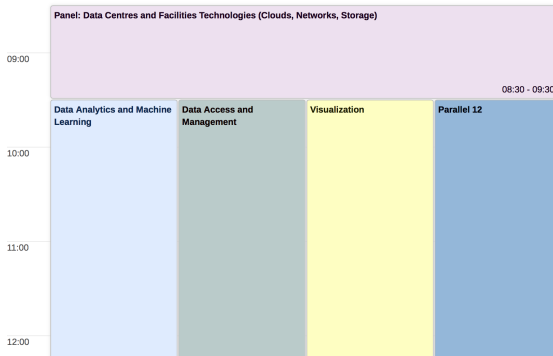 Panel: Data Centres and Facilities Technologies (Clouds, Networks, Storage)
09:00
08:30 - 09:30
Data Analytics and Machine
Learning
Data Access and
Management
Visualization
Parallel 12
10:00
11:00
12:00